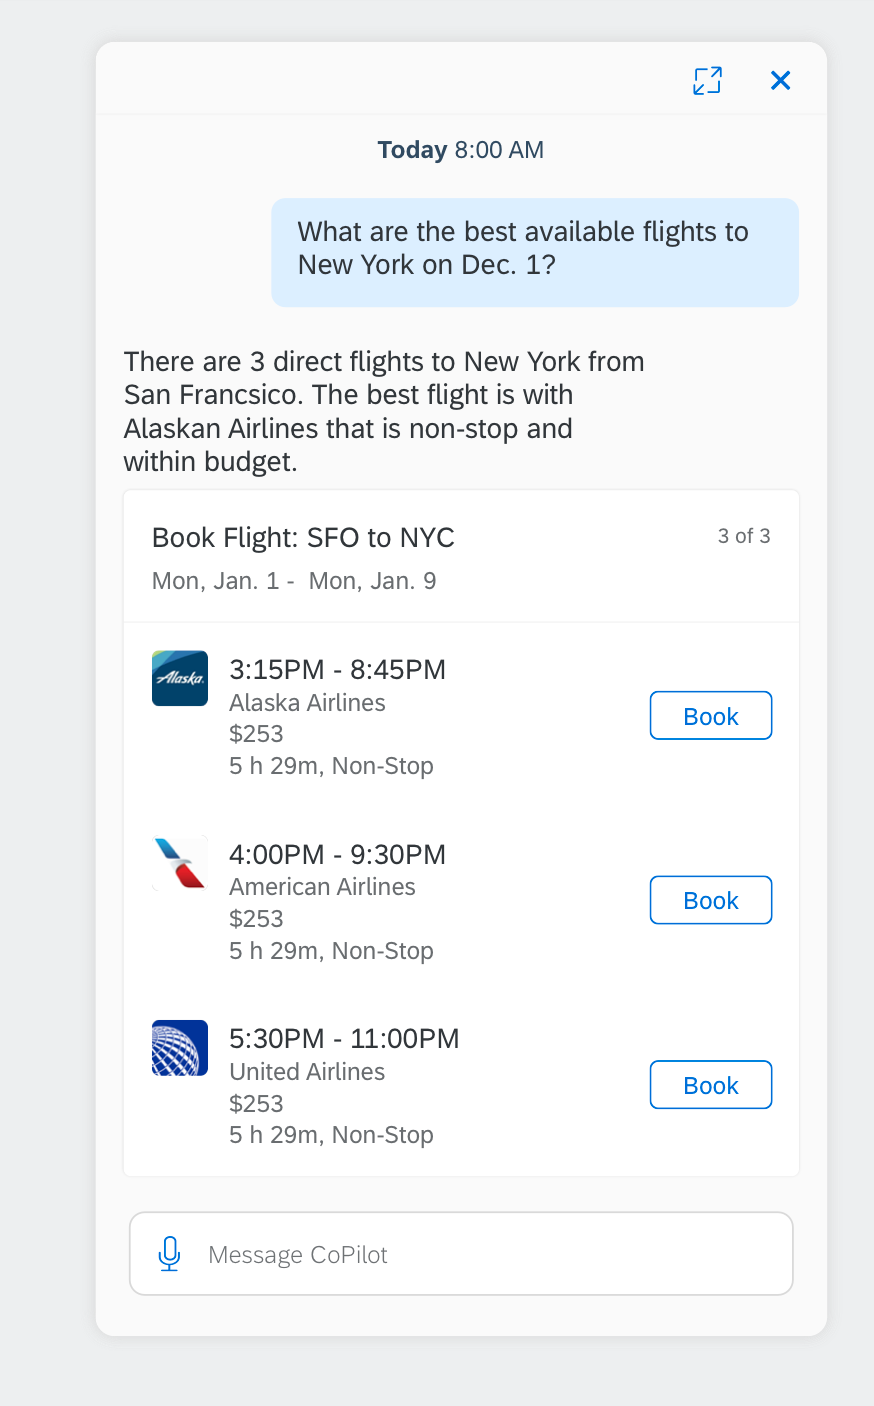 Today 8:00 AM
What are the best available flights to
New York on Dec. 1?
There are 3 direct flights to New York from
San Francsico. The best flight is with
Alaskan Airlines that is non-stop and
within budget.
Book Flight: SFO to NYC
3 of 3
Mon, Jan. 1 -  Mon, Jan. 9
Alaska
3:15PM - 8:45PM
Alaska Airlines
$253
5 h 29m, Non-Stop
Book
4:00PM - 9:30PM
American Airlines
$253
5 h 29m, Non-Stop
Book
5:30PM - 11:00PM
United Airlines
$253
5 h 29m, Non-Stop
Book
Message CoPilot